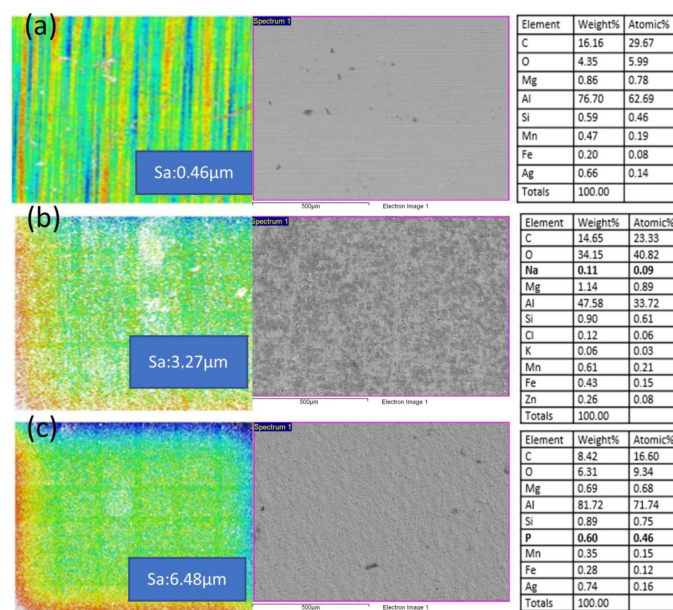 (a)
Spectrum 1
Sa:0.46µm
500µm Electron Image 1
Element Weight% Atomic%
C 16.16 29.67
O 4.35 5.99
Mg 0.86 0.78
Al 76.70 62.69
Si 0.59 0.46
Mn 0.47 0.19
Fe 0.20 0.08
Ag 0.66 0.14
Totals 100.00
(b)
Spectrum 1
Sa:3.27µm
500µm Electron Image 1
Element Weight% Atomic%
C 14.65 23.33
O 34.15 40.82
Na 0.11 0.09
Mg 1.14 0.89
Al 47.58 33.72
Si 0.90 0.61
Cl 0.12 0.06
K 0.06 0.03
Mn 0.61 0.21
Fe 0.43 0.15
Zn 0.26 0.08
Totals 100.00
(c)
Spectrum 1
Sa:6.48µm
500µm Electron Image 1
Element Weight% Atomic%
C 8.42 16.60
O 6.31 9.34
Mg 0.69 0.68
Al 81.72 71.74
Si 0.89 0.75
P 0.60 0.46
Mn 0.35 0.15
Fe 0.28 0.12
Ag 0.74 0.16
Totals 100.00